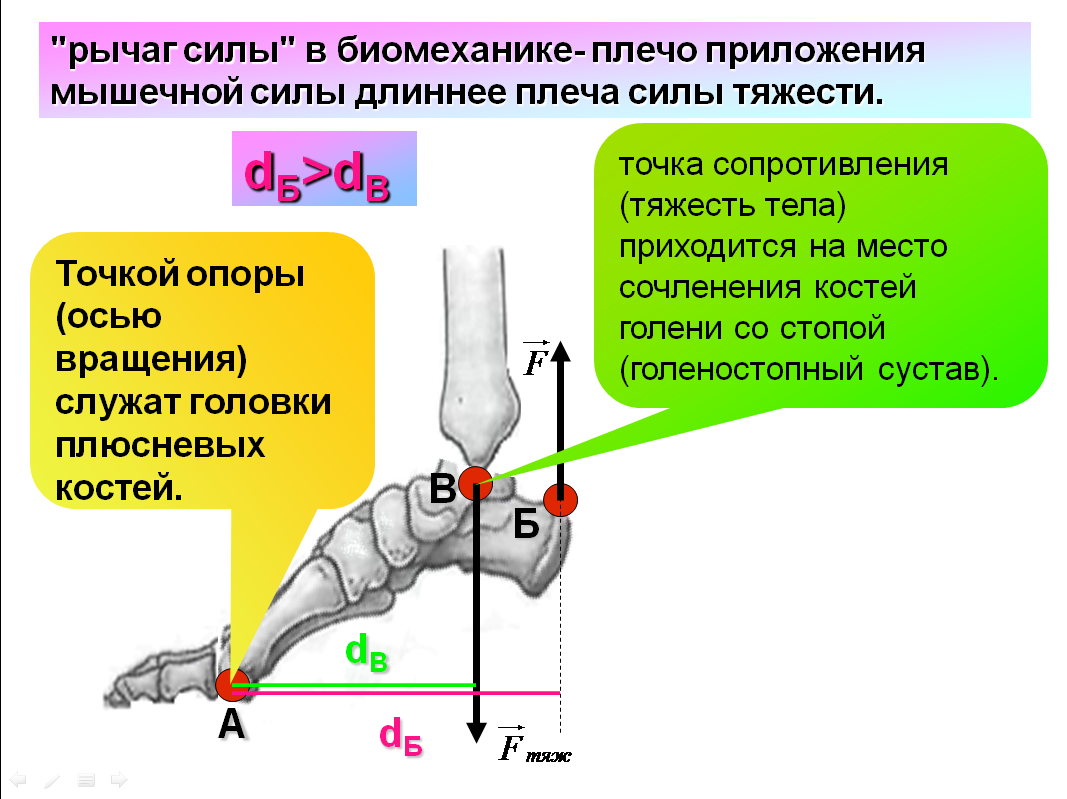 "рычаг силы" в биомеханике- плечо приложения
мышечной силы длиннее плеча силы тяжести.
dБ>dВ
точка сопротивления
(тяжесть тела)
приходится на место
сочленения костей
голени со стопой
(голеностопный сустав).
Точкой опоры
(осью
вращения)
служат головки
плюсневых
костей.
F
В
Б
dВ
А
dБ
Fтяж